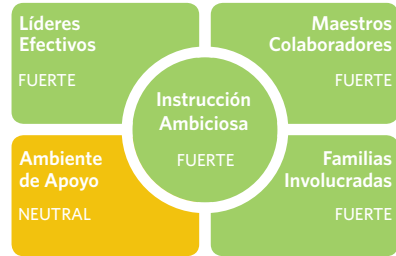 Líderes
Efectivos
FUERTE
Maestros
Colaboradores
FUERTE
Instrucción
Ambiciosa
FUERTE
Ambiente
de Apoyo
NEUTRAL
Familias
Involucradas
FUERTE